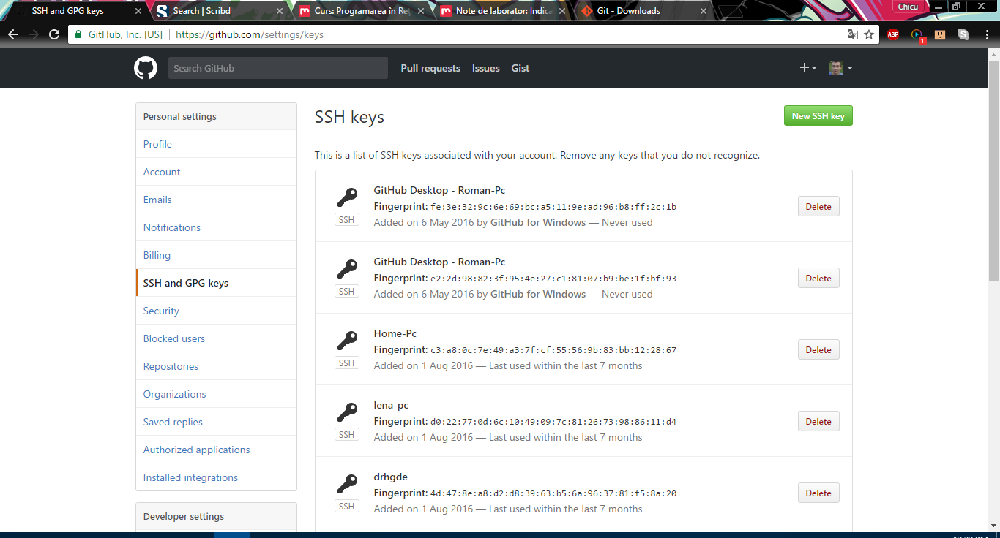 SSH and GPG keys
Search | Scribd
Curs: Programarea în Ret
Note de laborator: Indica
Git - Downloads
Chicu
GitHub, Inc. [US]
https://github.com/settings/keys
ABP
1
Search GitHub
Pull requests
Issues
Gist
Personal settings
Profile
Account
Emails
Notifications
Billing
SSH and GPG keys
Security
Blocked users
Repositories
Organizations
Saved replies
Authorized applications
Installed integrations
Developer settings
SSH keys
New SSH key
This is a list of SSH keys associated with your account. Remove any keys that you do not recognize.
GitHub Desktop - Roman-Pc
Fingerprint: fe:3e:32:9c:6e:69:bc:a5:11:9e:ad:96:b8:ff:2c:1b
SSH
Added on 6 May 2016 by GitHub for Windows — Never used
Delete
GitHub Desktop - Roman-Pc
Fingerprint: e2:2d:98:82:3f:95:4e:27:c1:81:07:b9:be:1f:bf:93
SSH
Added on 6 May 2016 by GitHub for Windows — Never used
Delete
Home-Pc
Fingerprint: c3:a8:0c:7e:49:a3:7f:cf:55:56:9b:83:bb:12:28:67
SSH
Added on 1 Aug 2016 — Last used within the last 7 months
Delete
lena-pc
Fingerprint: d0:22:77:0d:6c:10:49:09:7c:81:26:73:98:86:11:d4
SSH
Added on 1 Aug 2016 — Last used within the last 7 months
Delete
drhgde
Fingerprint: 4d:47:8e:a8:d2:d8:39:63:b5:6a:96:37:81:f5:8a:20
SSH
Added on 1 Aug 2016 — Last used within the last 7 months
Delete